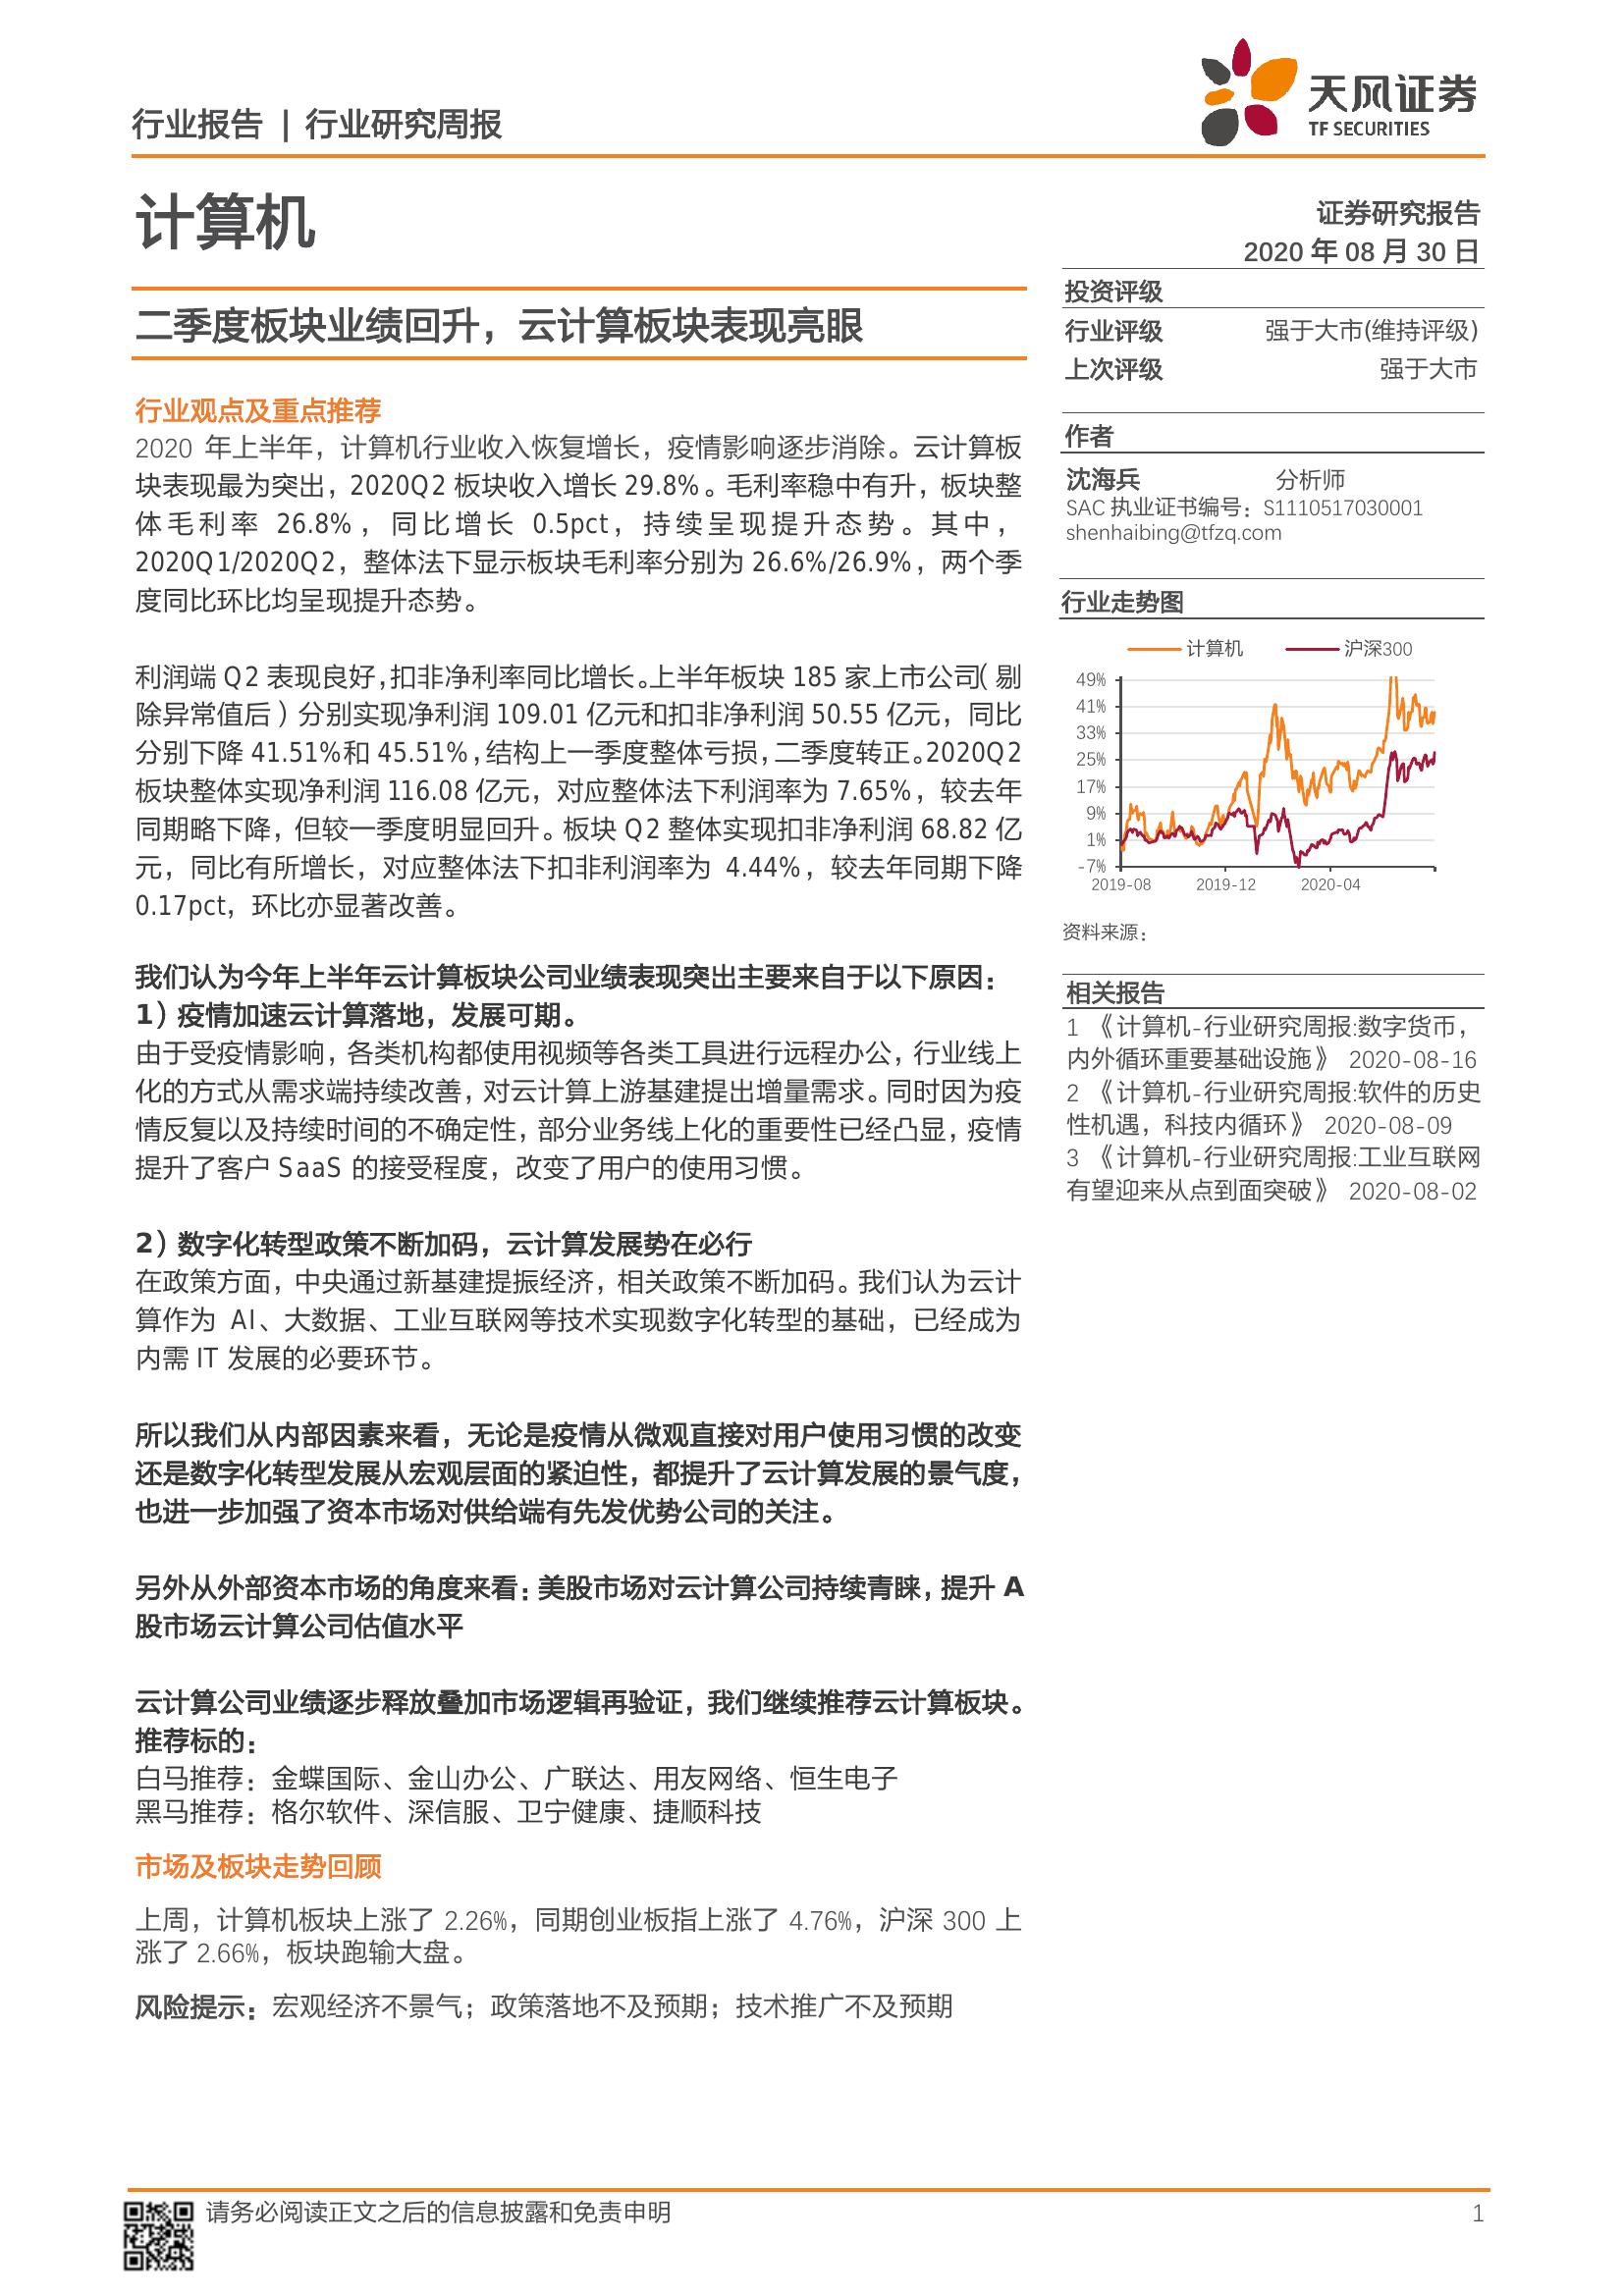 行业报告 | 行业研究周报
天风证券
TF SECURITIES
计算机
证券研究报告
2020 年 08 月 30 日
二季度板块业绩回升，云计算板块表现亮眼
行业观点及重点推荐
2020 年上半年，计算机行业收入恢复增长，疫情影响逐步消除。云计算板
块表现最为突出，2020Q2 板块收入增长 29.8%。毛利率稳中有升，板块整
体毛利率 26.8%，同比增长 0.5pct，持续呈现提升态势。其中，
2020Q1/2020Q2，整体法下显示板块毛利率分别为 26.6%/26.9%，两个季
度同比环比均呈现提升态势。
利润端 Q2 表现良好，扣非净利率同比增长。上半年板块 185 家上市公司（剔
除异常值后）分别实现净利润 109.01 亿元和扣非净利润 50.55 亿元，同比
分别下降 41.51%和 45.51%，结构上一季度整体亏损，二季度转正。2020Q2
板块整体实现净利润 116.08 亿元，对应整体法下利润率为 7.65%，较去年
同期略下降，但较一季度明显回升。板块 Q2 整体实现扣非净利润 68.82 亿
元，同比有所增长，对应整体法下扣非利润率为 4.44%，较去年同期下降
0.17pct，环比亦显著改善。
我们认为今年上半年云计算板块公司业绩表现突出主要来自于以下原因：
1）疫情加速云计算落地，发展可期。
由于受疫情影响，各类机构都使用视频等各类工具进行远程办公，行业线上
化的方式从需求端持续改善，对云计算上游基建提出增量需求。同时因为疫
情反复以及持续时间的不确定性，部分业务线上化的重要性已经凸显，疫情
提升了客户 SaaS 的接受程度，改变了用户的使用习惯。
2）数字化转型政策不断加码，云计算发展势在必行
在政策方面，中央通过新基建提振经济，相关政策不断加码。我们认为云计
算作为 AI、大数据、工业互联网等技术实现数字化转型的基础，已经成为
内需 IT 发展的必要环节。
所以我们从内部因素来看，无论是疫情从微观直接对用户使用习惯的改变
还是数字化转型发展从宏观层面的紧迫性，都提升了云计算发展的景气度，
也进一步加强了资本市场对供给端有先发优势公司的关注。
另外从外部资本市场的角度来看：美股市场对云计算公司持续青睐，提升 A
股市场云计算公司估值水平
云计算公司业绩逐步释放叠加市场逻辑再验证，我们继续推荐云计算板块。
推荐标的：
白马推荐：金蝶国际、金山办公、广联达、用友网络、恒生电子
黑马推荐：格尔软件、深信服、卫宁健康、捷顺科技
市场及板块走势回顾
上周，计算机板块上涨了 2.26%，同期创业板指上涨了 4.76%，沪深 300 上
涨了 2.66%，板块跑输大盘。
风险提示：宏观经济不景气；政策落地不及预期；技术推广不及预期
投资评级
行业评级 强于大市(维持评级)
上次评级 强于大市
作者
沈海兵 分析师
SAC 执业证书编号：S1110517030001
shenhaibing@tfzq.com
行业走势图
计算机 沪深300
49%
41%
33%
25%
17%
9%
1%
-7%
2019-08 2019-12 2020-04
资料来源：
相关报告
1 《计算机-行业研究周报:数字货币，
内外循环重要基础设施》 2020-08-16
2 《计算机-行业研究周报:软件的历史
性机遇，科技内循环》 2020-08-09
3 《计算机-行业研究周报:工业互联网
有望迎来从点到面突破》 2020-08-02
请务必阅读正文之后的信息披露和免责申明 1